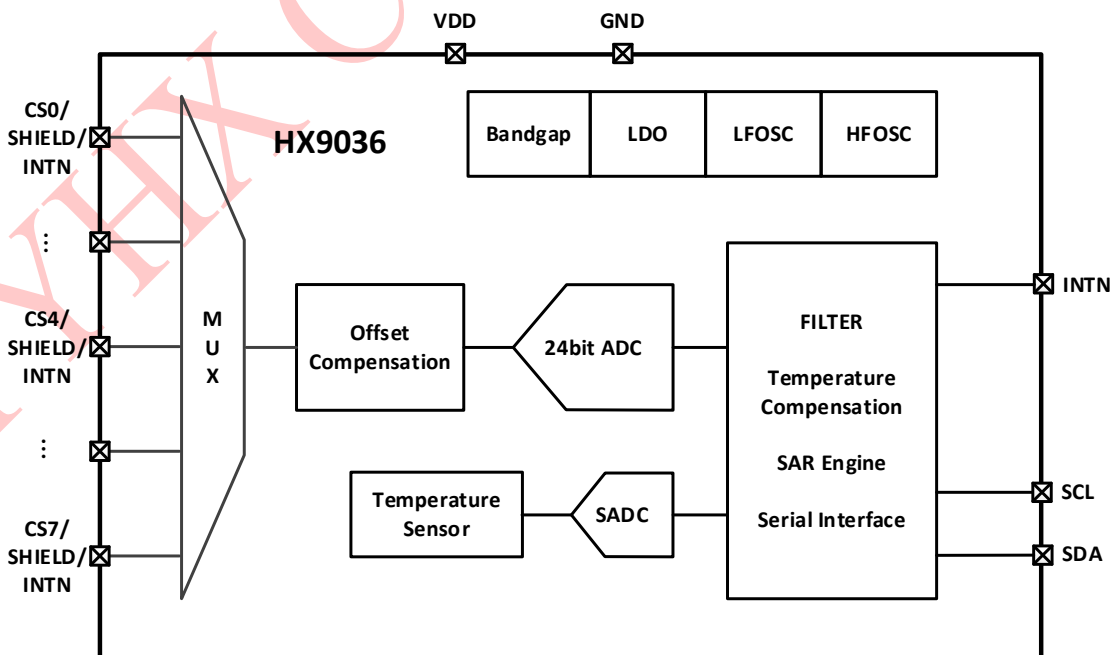 VDD
GND
CS0/
SHIELD/
INTN
HX9036
Bandgap
LDO
LFOSC
HFOSC
...
CS4/
SHIELD/
INTN
M
U
X
Offset
Compensation
24bit ADC
FILTER
Temperature
Compensation
SAR Engine
Serial Interface
INTN
...
Temperature
Sensor
SADC
SCL
SDA
CS7/
SHIELD/
INTN
YHX